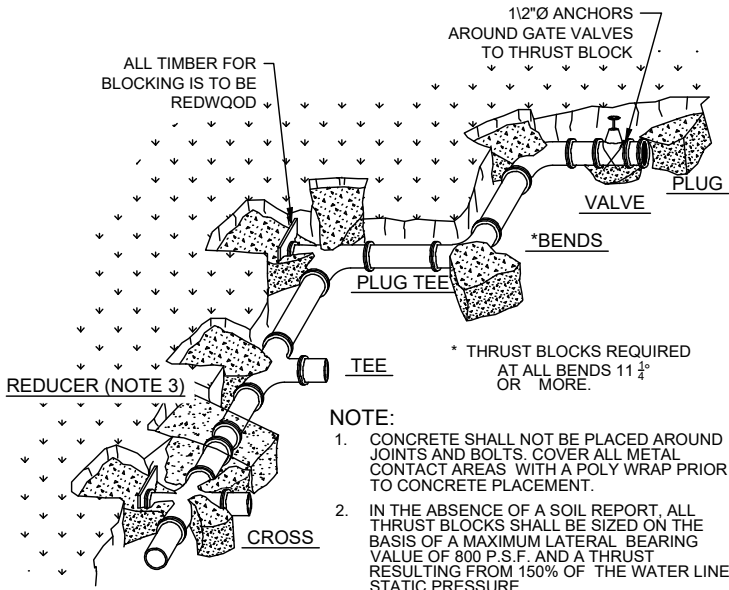 1\2"Ø ANCHORS
AROUND GATE VALVES
TO THRUST BLOCK
ALL TIMBER FOR
BLOCKING IS TO BE
REDWOOD
PLUG
VALVE
*BENDS
PLUG TEE
* THRUST BLOCKS REQUIRED
AT ALL BENDS 11 1/4°
OR MORE.
TEE
REDUCER (NOTE 3)
CROSS
NOTE:
1. CONCRETE SHALL NOT BE PLACED AROUND
JOINTS AND BOLTS. COVER ALL METAL
CONTACT AREAS WITH A POLY WRAP PRIOR
TO CONCRETE PLACEMENT.
2. IN THE ABSENCE OF A SOIL REPORT, ALL
THRUST BLOCKS SHALL BE SIZED ON THE
BASIS OF A MAXIMUM LATERAL BEARING
VALUE OF 800 P.S.F. AND A THRUST
RESULTING FROM 150% OF THE WATER LINE
STATIC PRESSURE